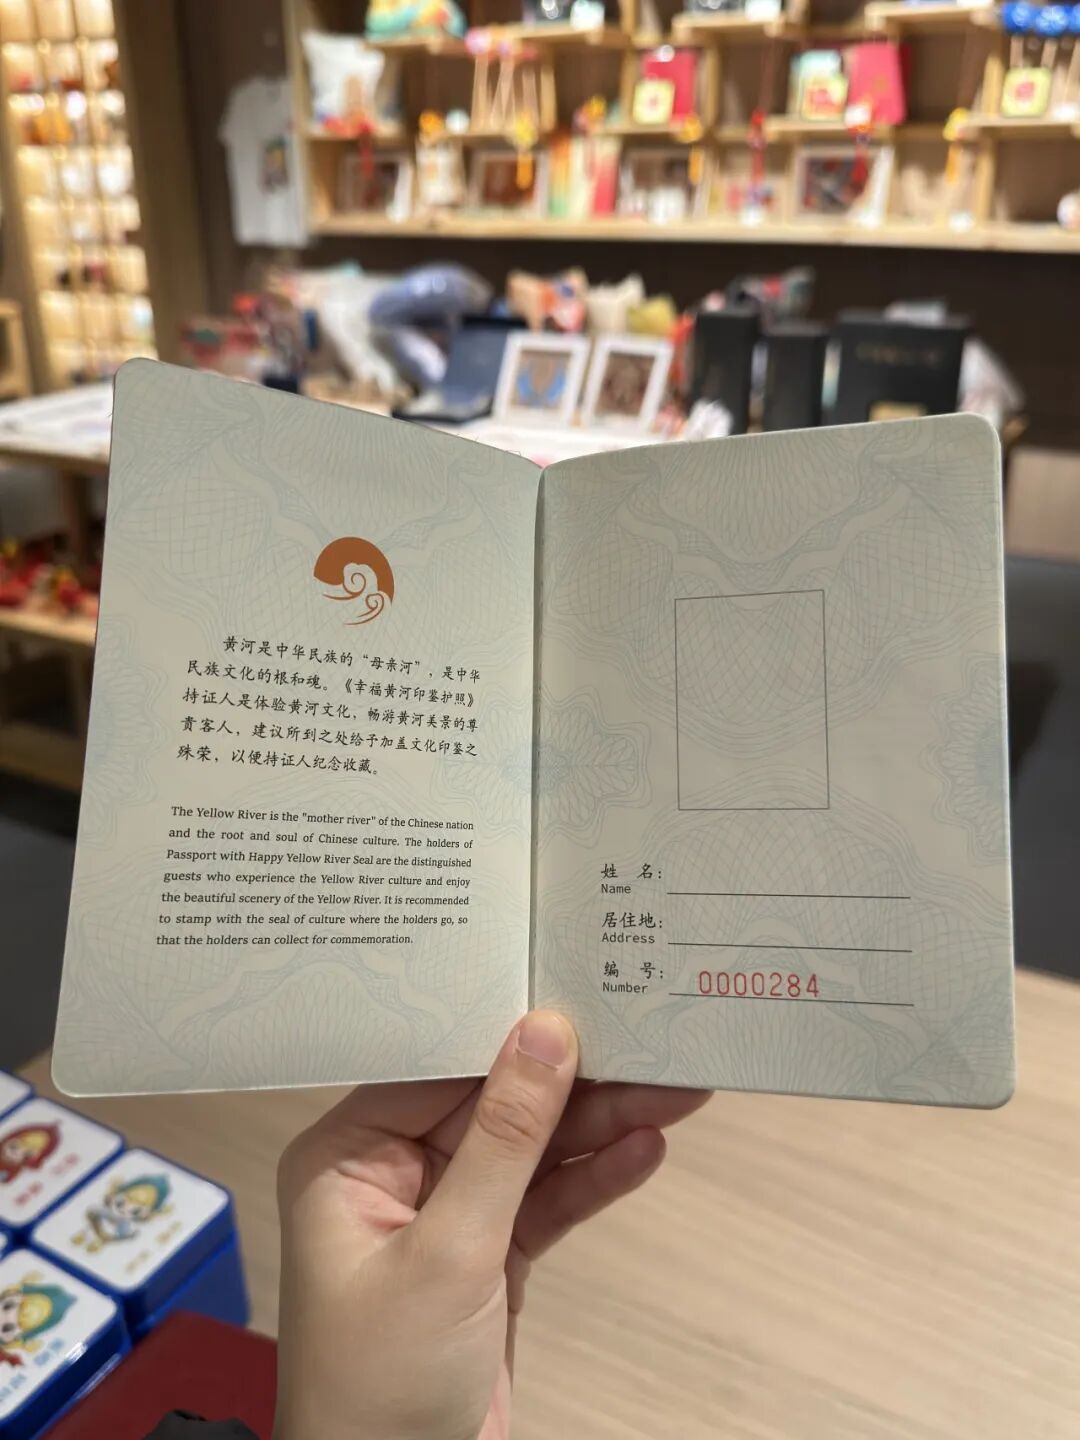 黄河是中华民族的“母亲河”，是中华
民族文化的根和魂。《幸福黄河印鉴护照》
持证人是体验黄河文化，畅游黄河美景的尊
贵客人，建议所到之处给予加盖文化印鉴之
殊荣，以便持证人纪念收藏。
The Yellow River is the "mother river" of the Chinese nation
and the root and soul of Chinese culture. The holders of
Passport with Happy Yellow River Seal are the distinguished
guests who experience the Yellow River culture and enjoy
the beautiful scenery of the Yellow River. It is recommended
to stamp with the seal of culture where the holders go, so
that the holders can collect for commemoration.
姓 名：
Name
居住地：
Address
编 号：
Number 0000284